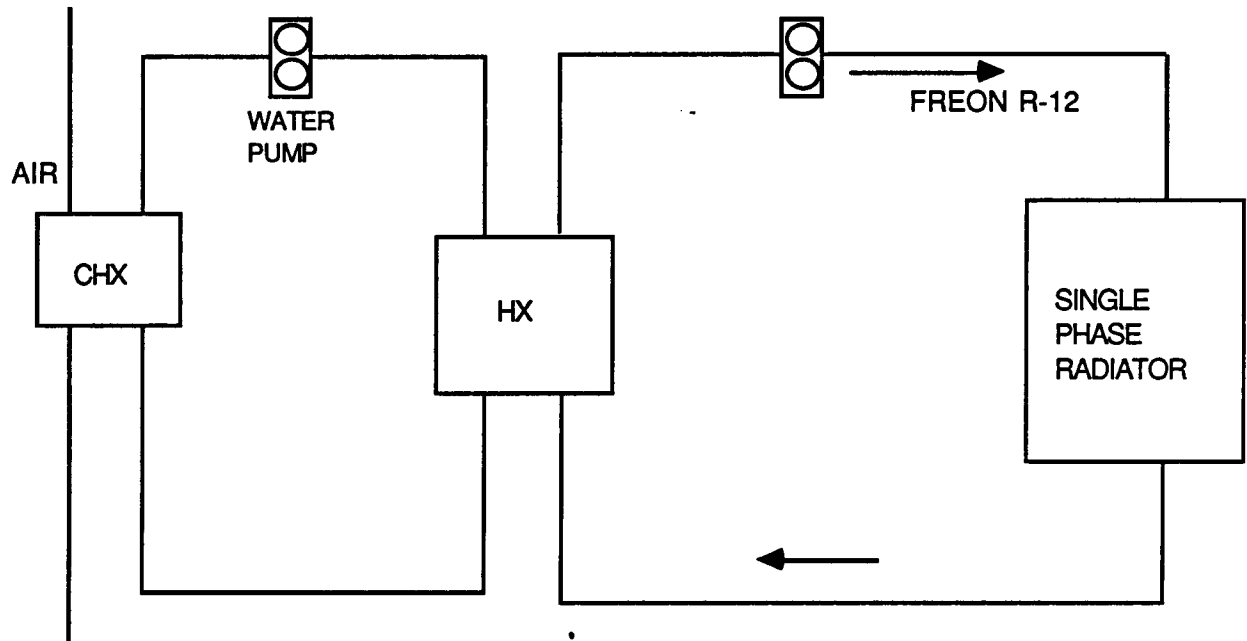 WATER
PUMP
FREON R-12
AIR
CHX
HX
SINGLE
PHASE
RADIATOR